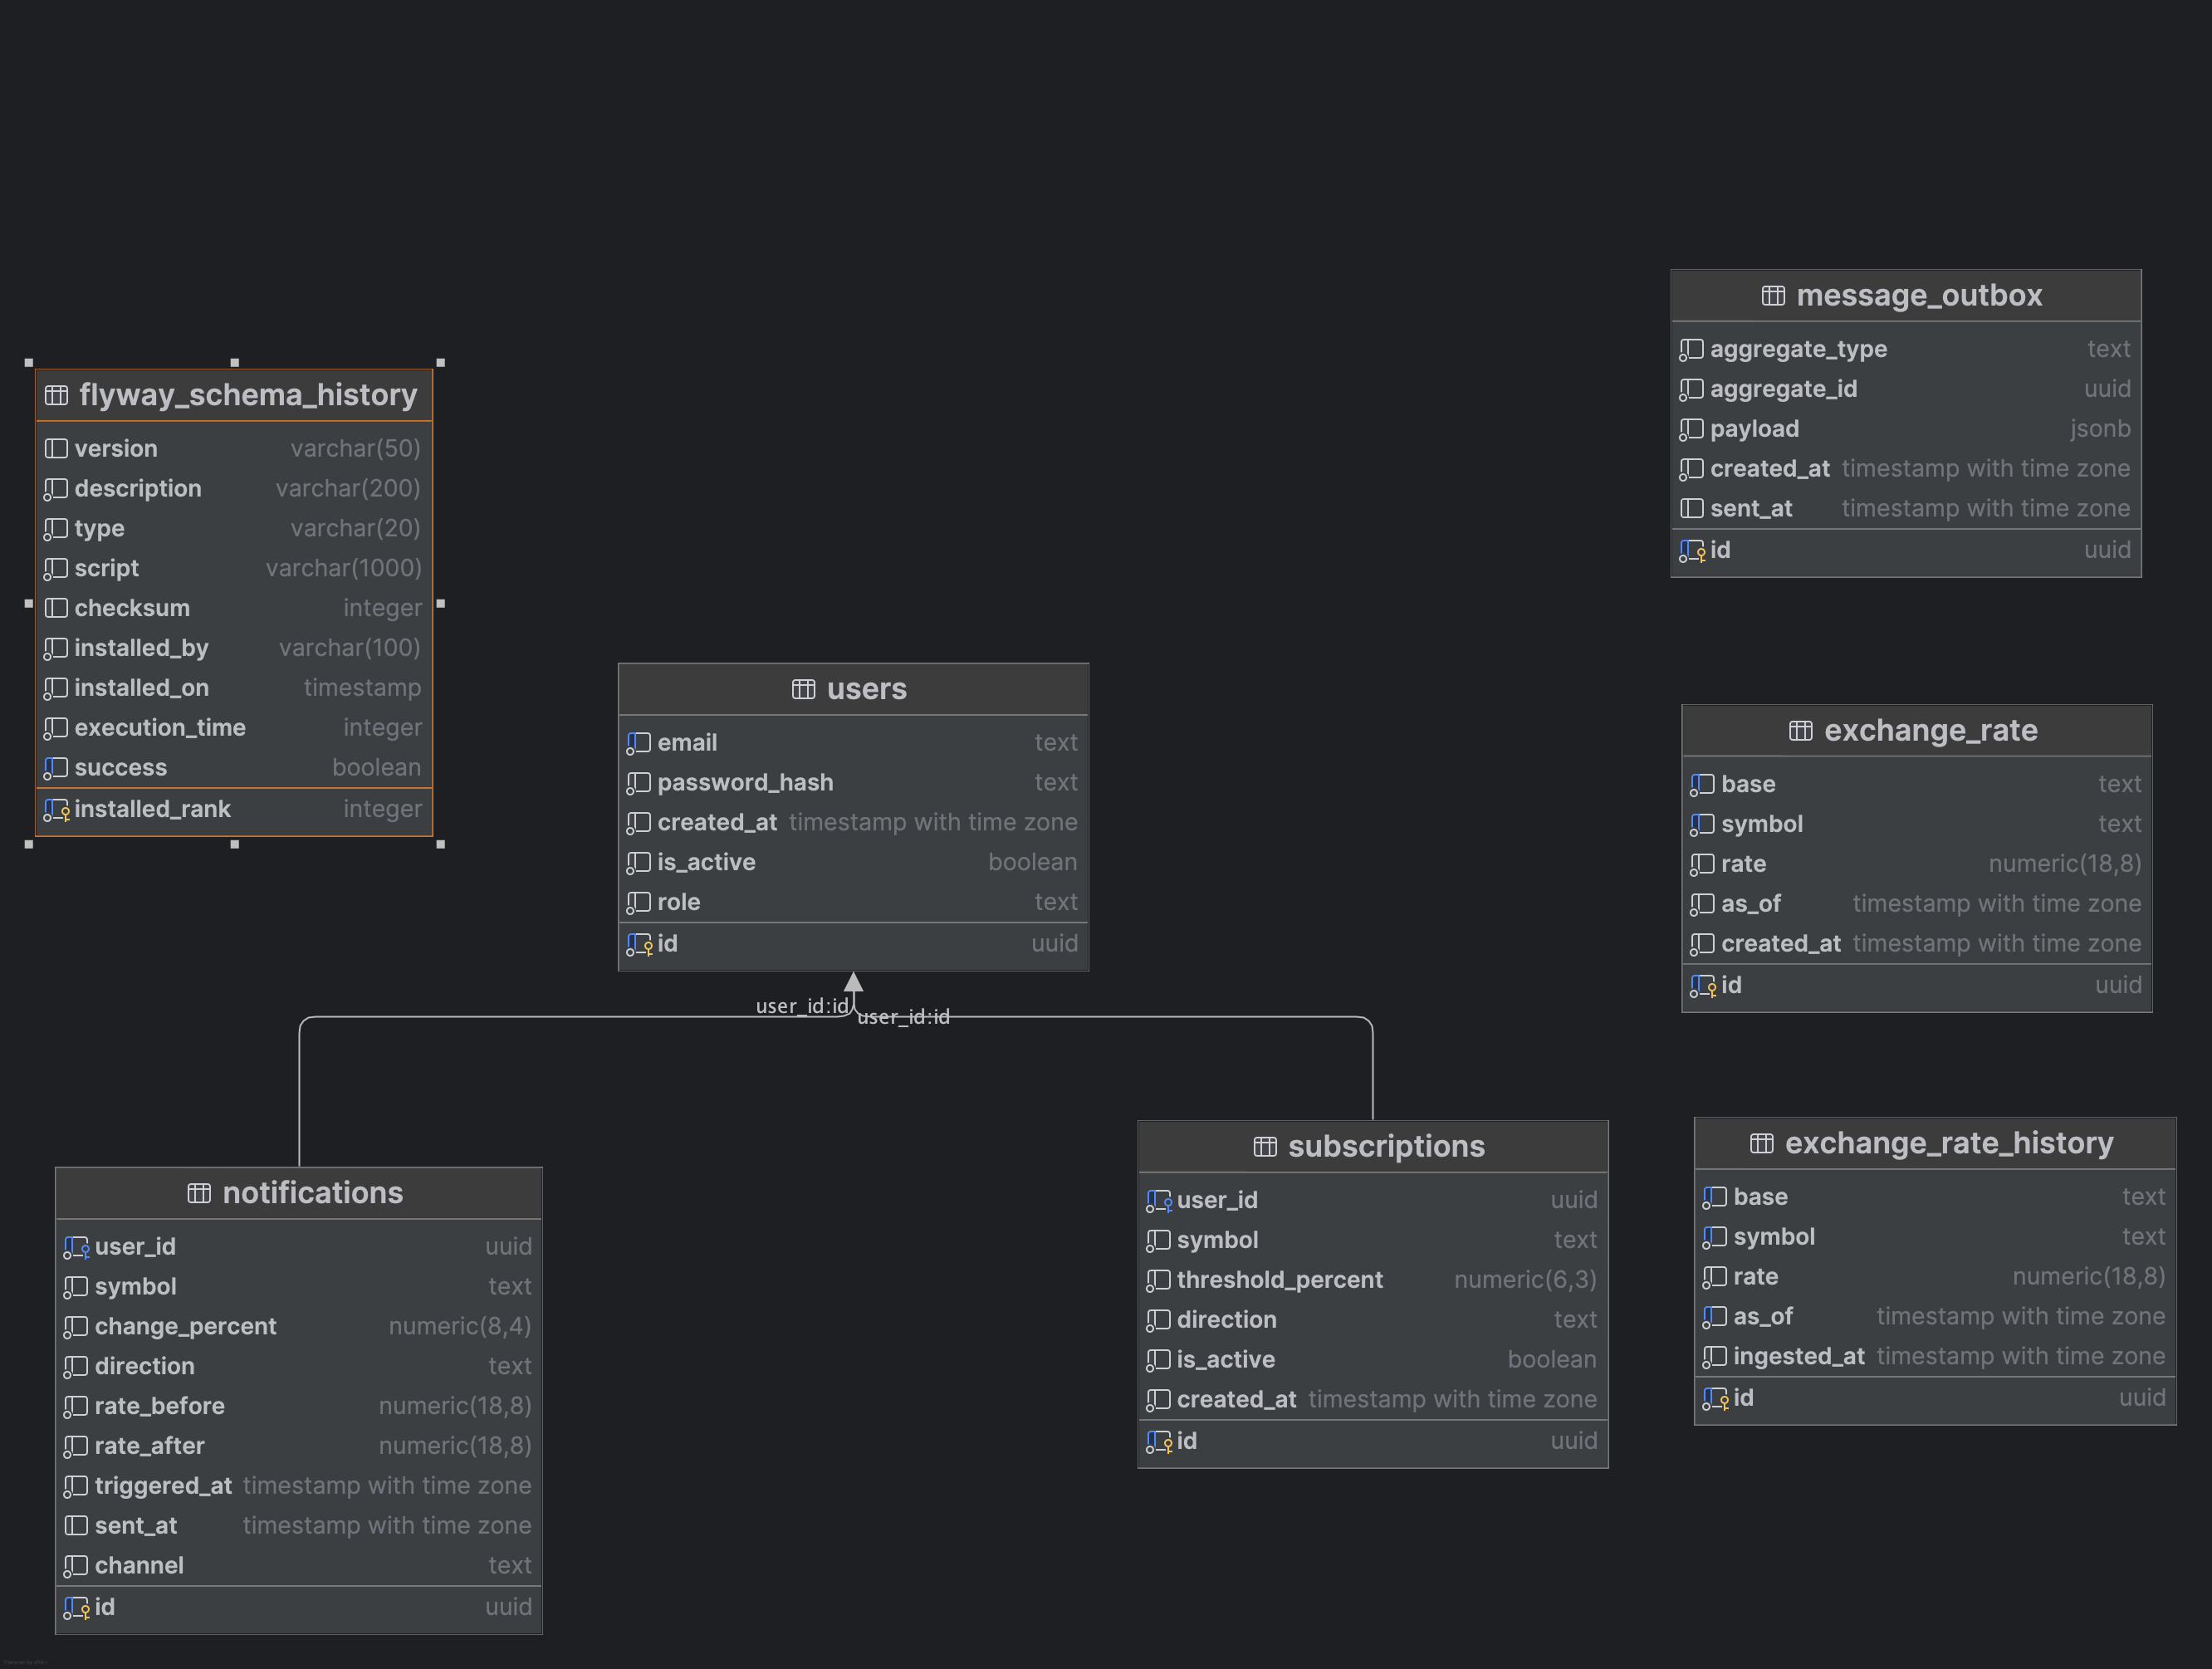 flyway_schema_history
version varchar(50)
description varchar(200)
type varchar(20)
script varchar(1000)
checksum integer
installed_by varchar(100)
installed_on timestamp
execution_time integer
success boolean
installed_rank integer
users
email text
password_hash text
created_at timestamp with time zone
is_active boolean
role text
id uuid
user_id:id
user_id:id
notifications
user_id uuid
symbol text
change_percent numeric(8,4)
direction text
rate_before numeric(18,8)
rate_after numeric(18,8)
triggered_at timestamp with time zone
sent_at timestamp with time zone
channel text
id uuid
subscriptions
user_id uuid
symbol text
threshold_percent numeric(6,3)
direction text
is_active boolean
created_at timestamp with time zone
id uuid
message_outbox
aggregate_type text
aggregate_id uuid
payload jsonb
created_at timestamp with time zone
sent_at timestamp with time zone
id uuid
exchange_rate
base text
symbol text
rate numeric(18,8)
as_of timestamp with time zone
created_at timestamp with time zone
id uuid
exchange_rate_history
base text
symbol text
rate numeric(18,8)
as_of timestamp with time zone
ingested_at timestamp with time zone
id uuid